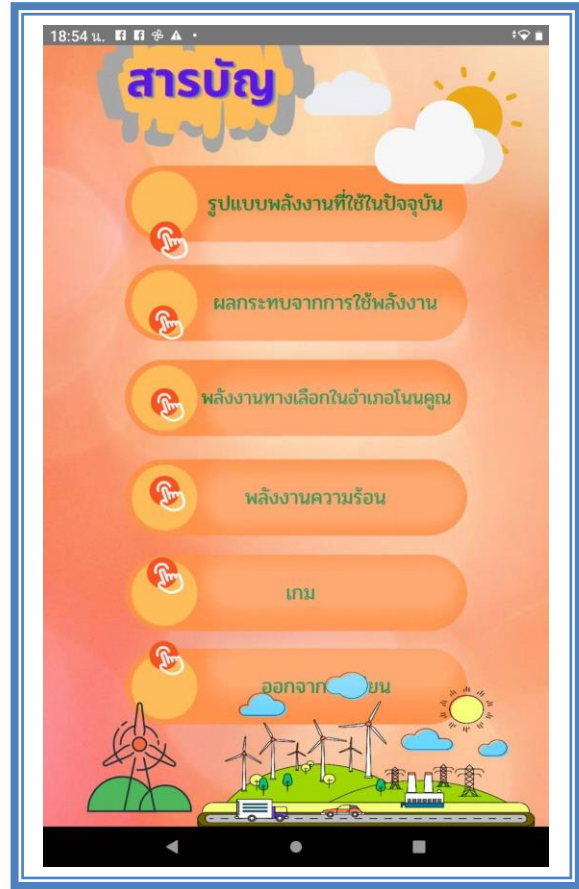 18:54 น.
สารบัญ
รูปแบบพลังงานที่ใช้ในปัจจุบัน
ผลกระทบจากการใช้พลังงาน
พลังงานทางเลือกในอำเภอโนนคูณ
พลังงานความร้อน
เกม
ออกจาก